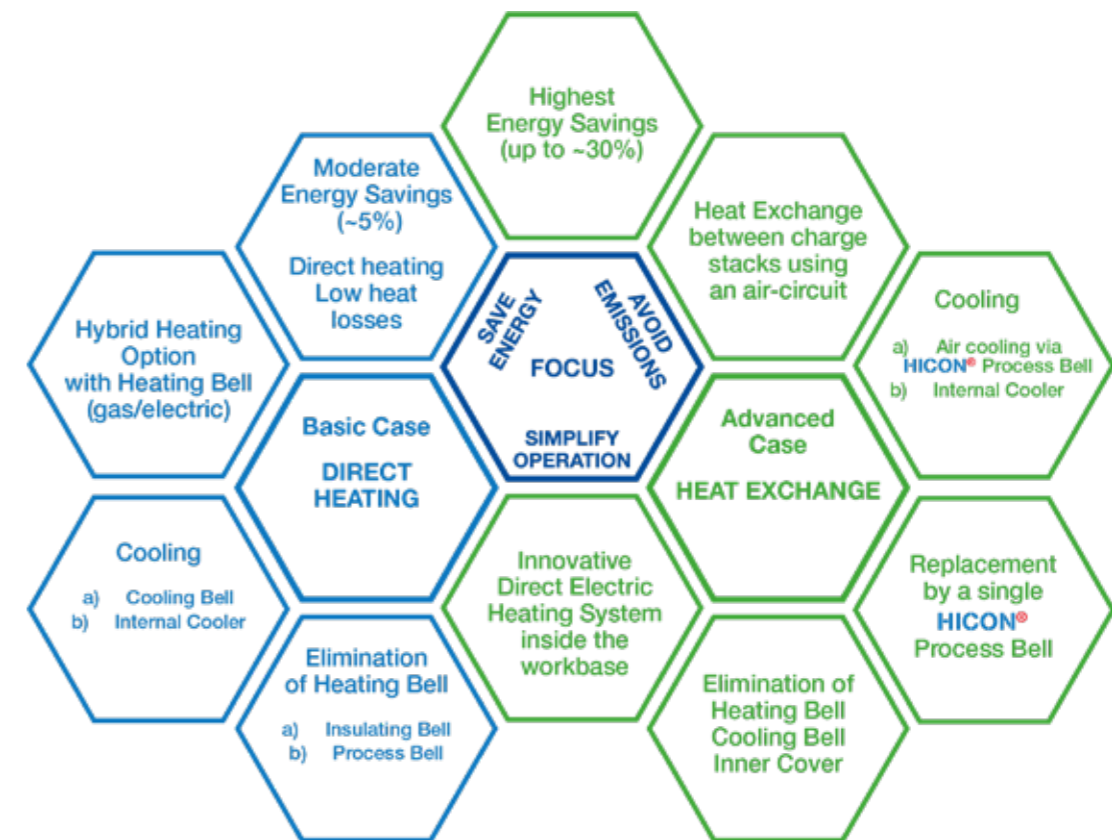 Highest
Energy Savings
(up to ~30%)
Moderate
Energy Savings
(~5%)
Direct heating
Low heat
losses
Heat Exchange
between charge
stacks using
an air-circuit
Hybrid Heating
Option
with Heating Bell
(gas/electric)
SAVE
ENERGY
AVOID
EMISSIONS
FOCUS
SIMPLIFY
OPERATION
Cooling
a) Air cooling via
HICON® Process Bell
b) Internal Cooler
Basic Case
DIRECT
HEATING
Advanced
Case
HEAT EXCHANGE
Cooling
a) Cooling Bell
b) Internal Cooler
Innovative
Direct Electric
Heating System
inside the
workbase
Replacement
by a single
HICON®
Process Bell
Elimination
of Heating Bell
a) Insulating Bell
b) Process Bell
Elimination of
Heating Bell
Cooling Bell
Inner Cover